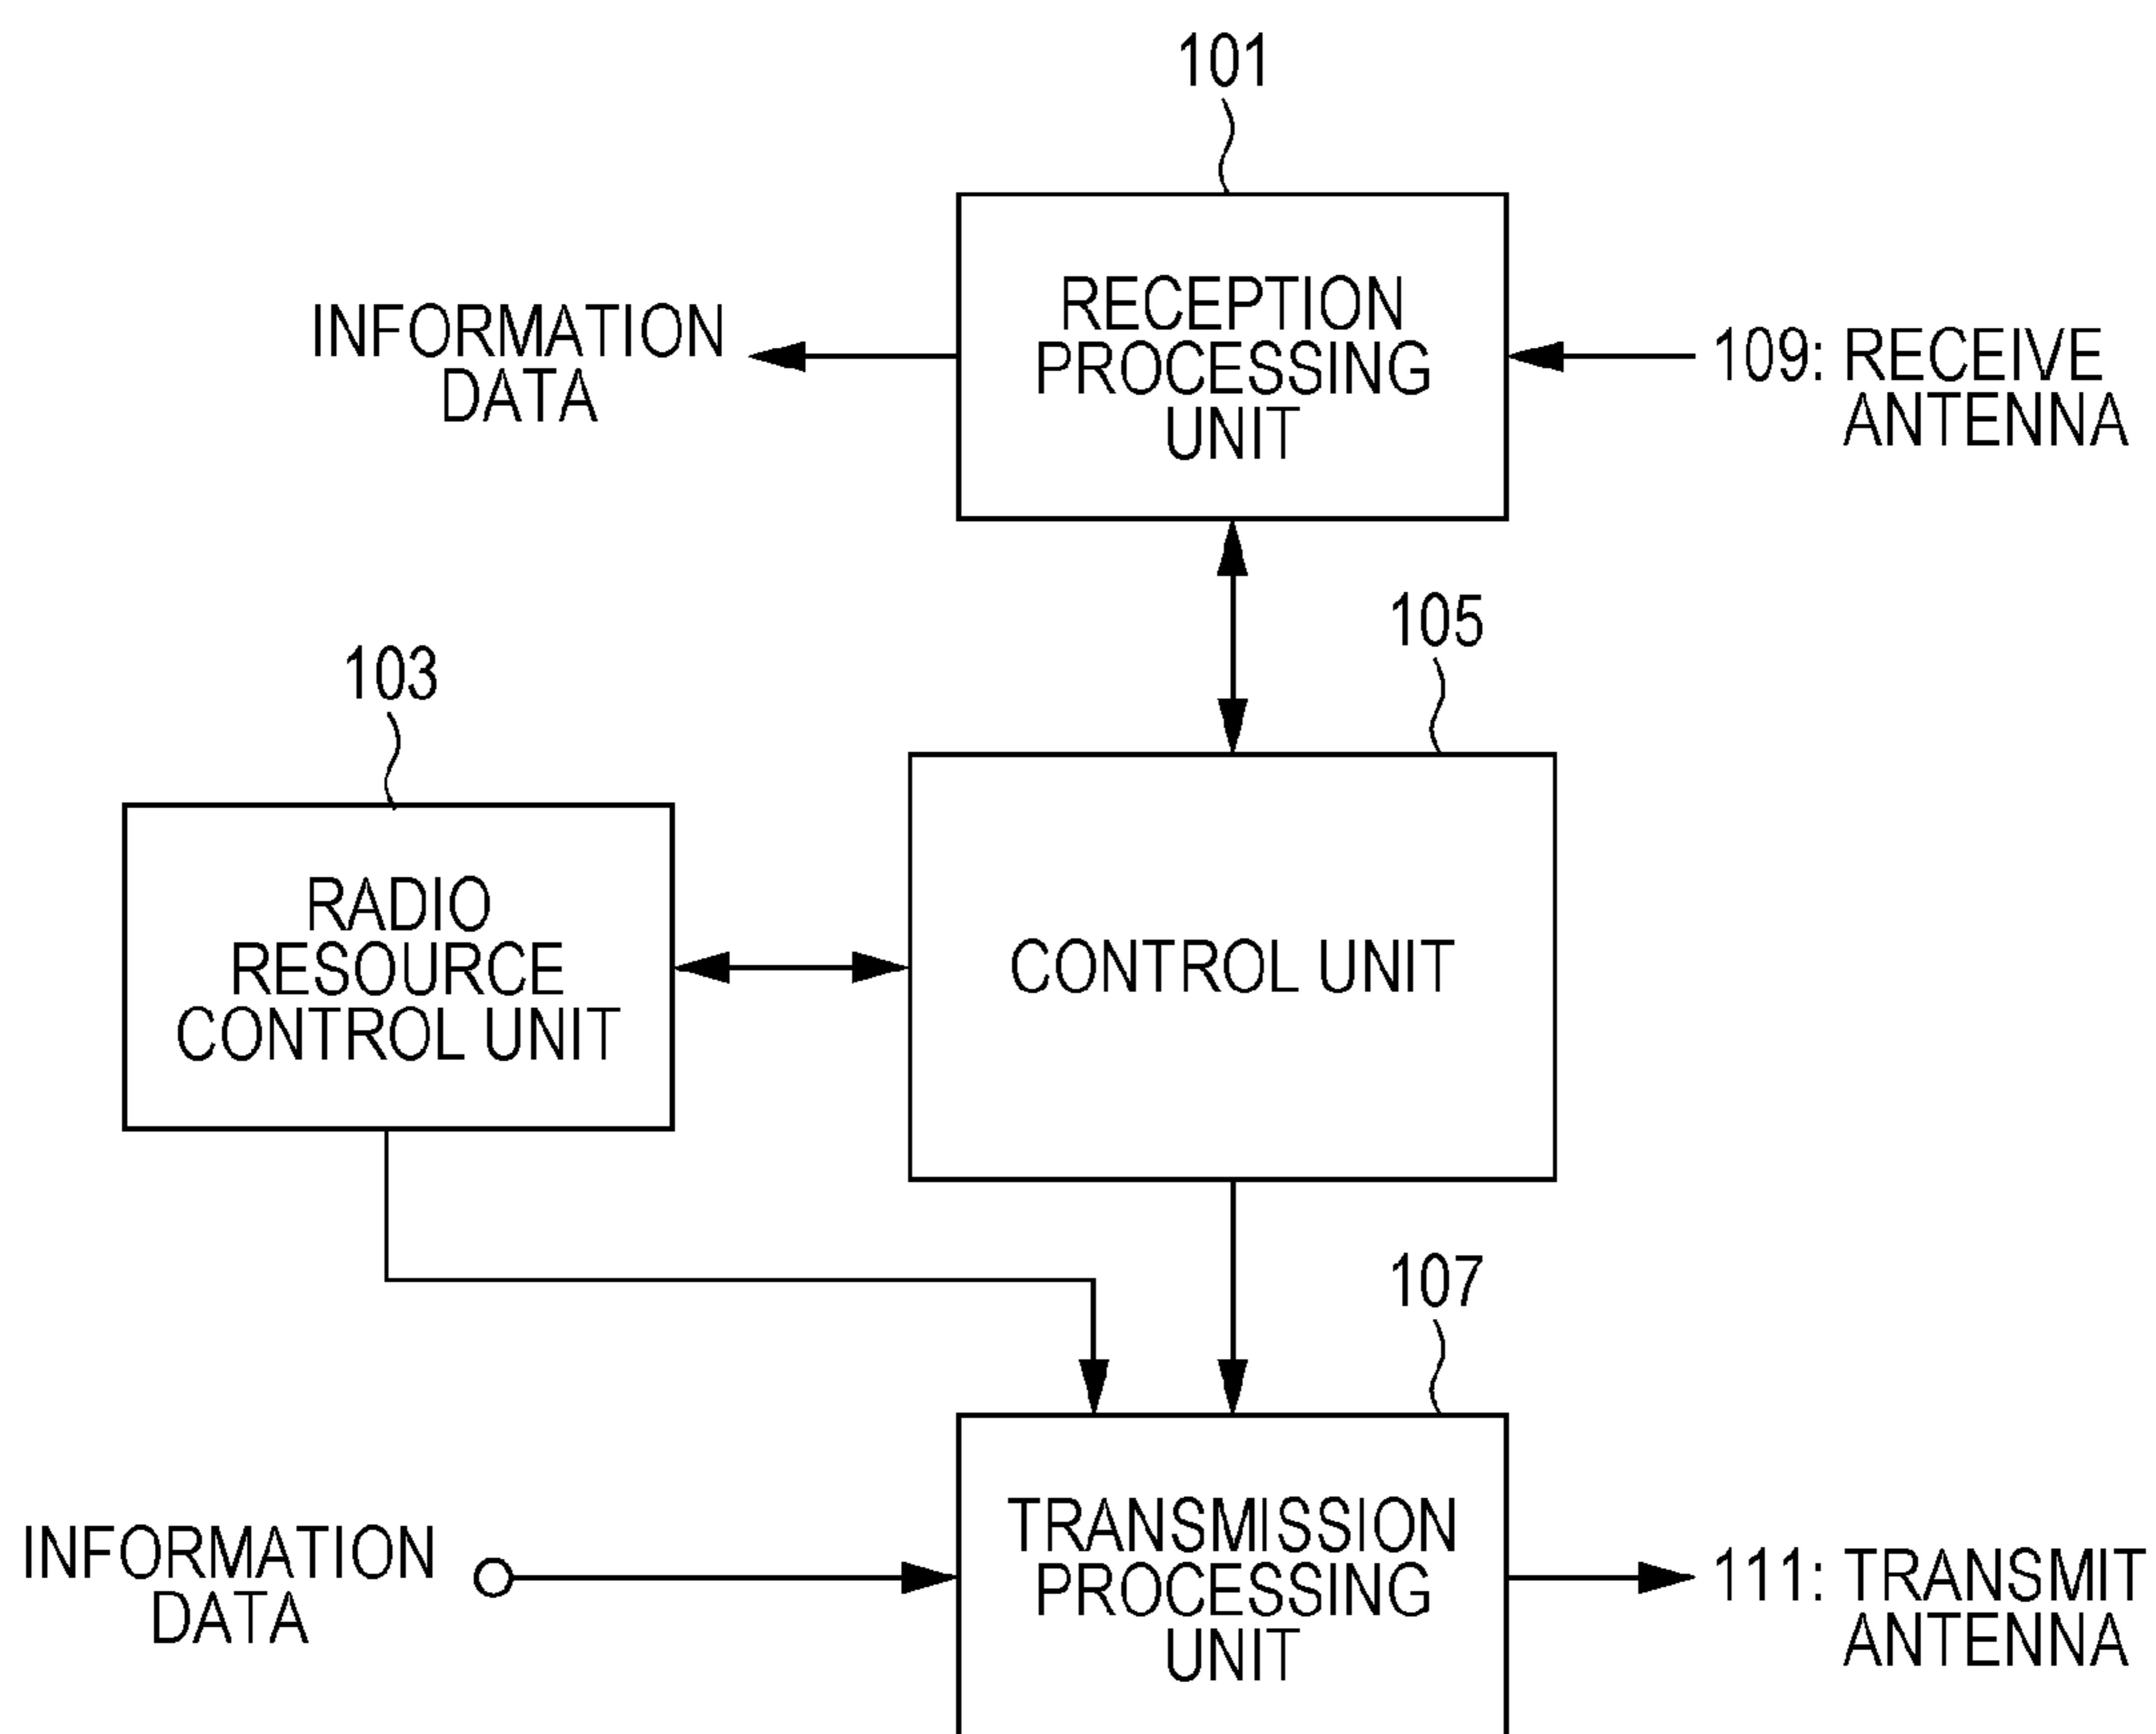 101
RECEPTION
PROCESSING
UNIT
INFORMATION
DATA
109: RECEIVE
ANTENNA
105
103
RADIO
RESOURCE
CONTROL UNIT
CONTROL UNIT
107
INFORMATION
DATA
TRANSMISSION
PROCESSING
UNIT
111: TRANSMIT
ANTENNA